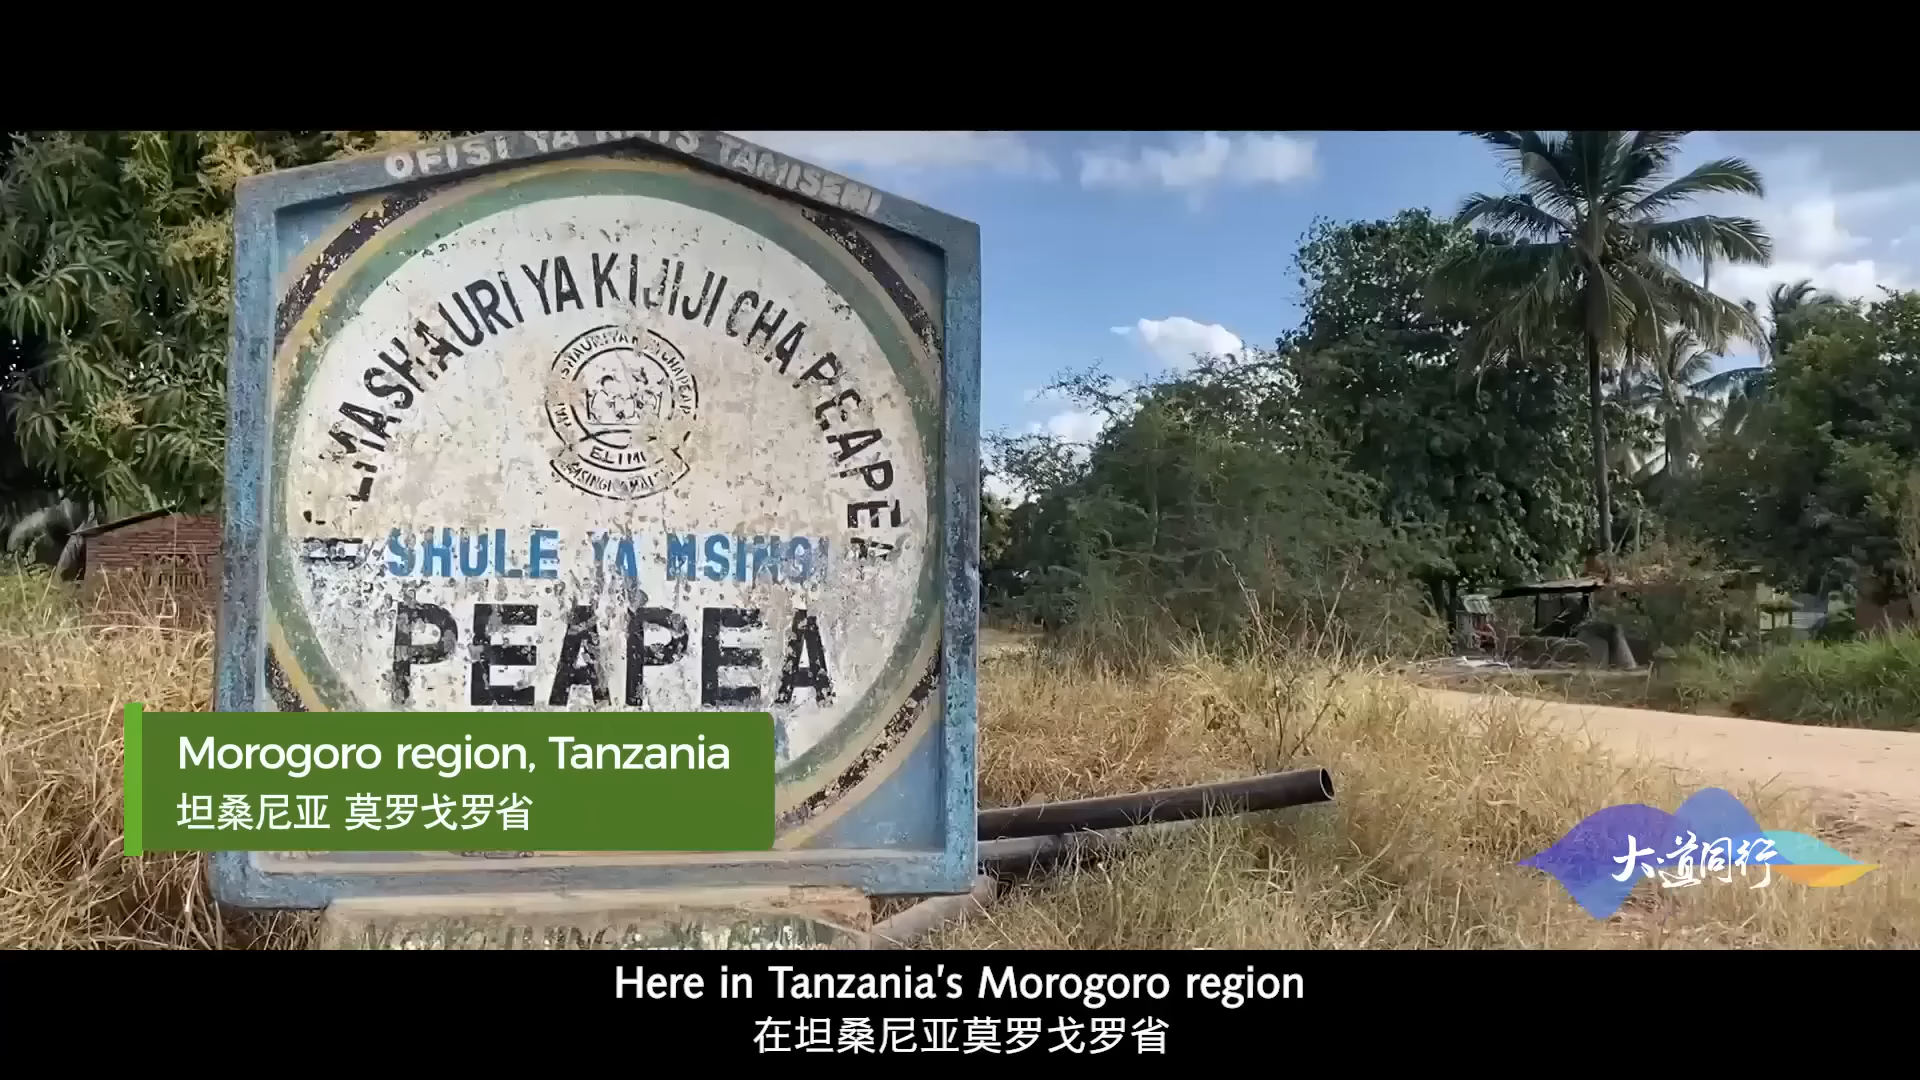 OFISI YA RAIS TAMISEMI
MASHAURI YA KIJIJI CHA PEAPEA
ELIMU
SHULE YA MSINGI
PEAPEA
Morogoro region, Tanzania
坦桑尼亚 莫罗戈罗省
大道同行
Here in Tanzania's Morogoro region
在坦桑尼亚莫罗戈罗省